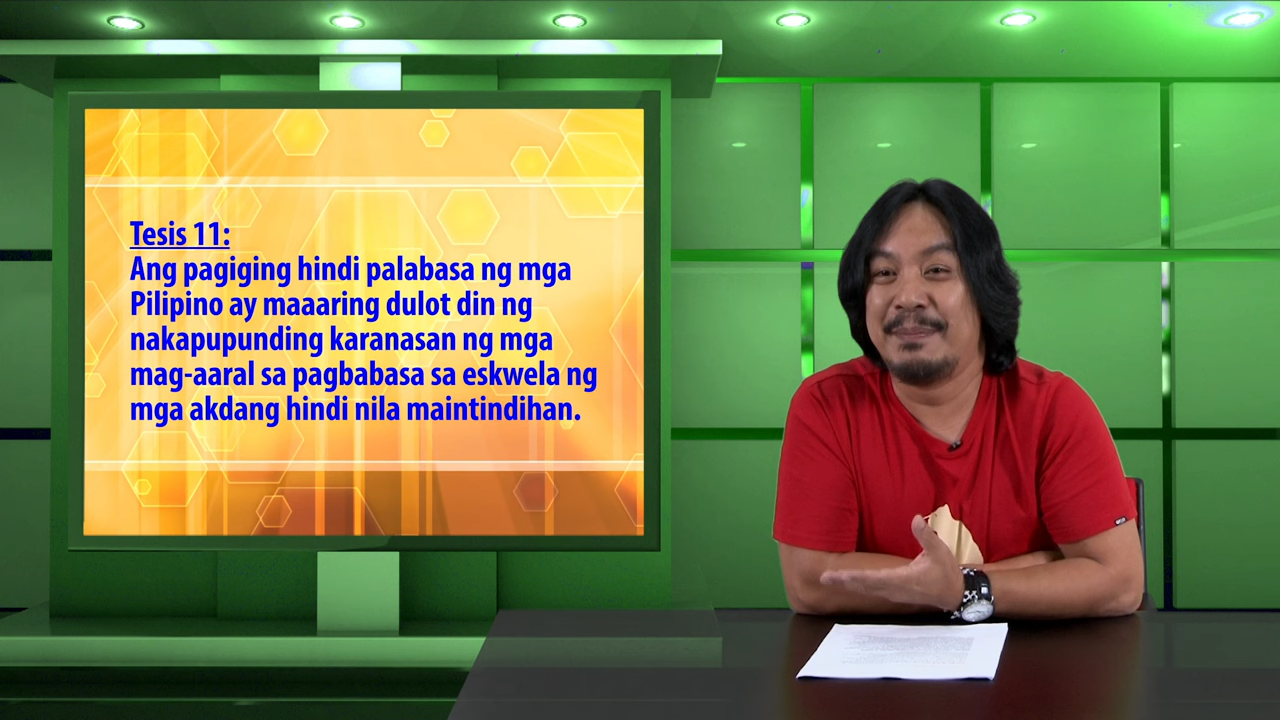 Tesis 11:
Ang pagiging hindi palabasa ng mga
Pilipino ay maaaring dulot din ng
nakapupunding karanasan ng mga
mag-aaral sa pagbabasa sa eskwela ng
mga akdang hindi nila maintindihan.